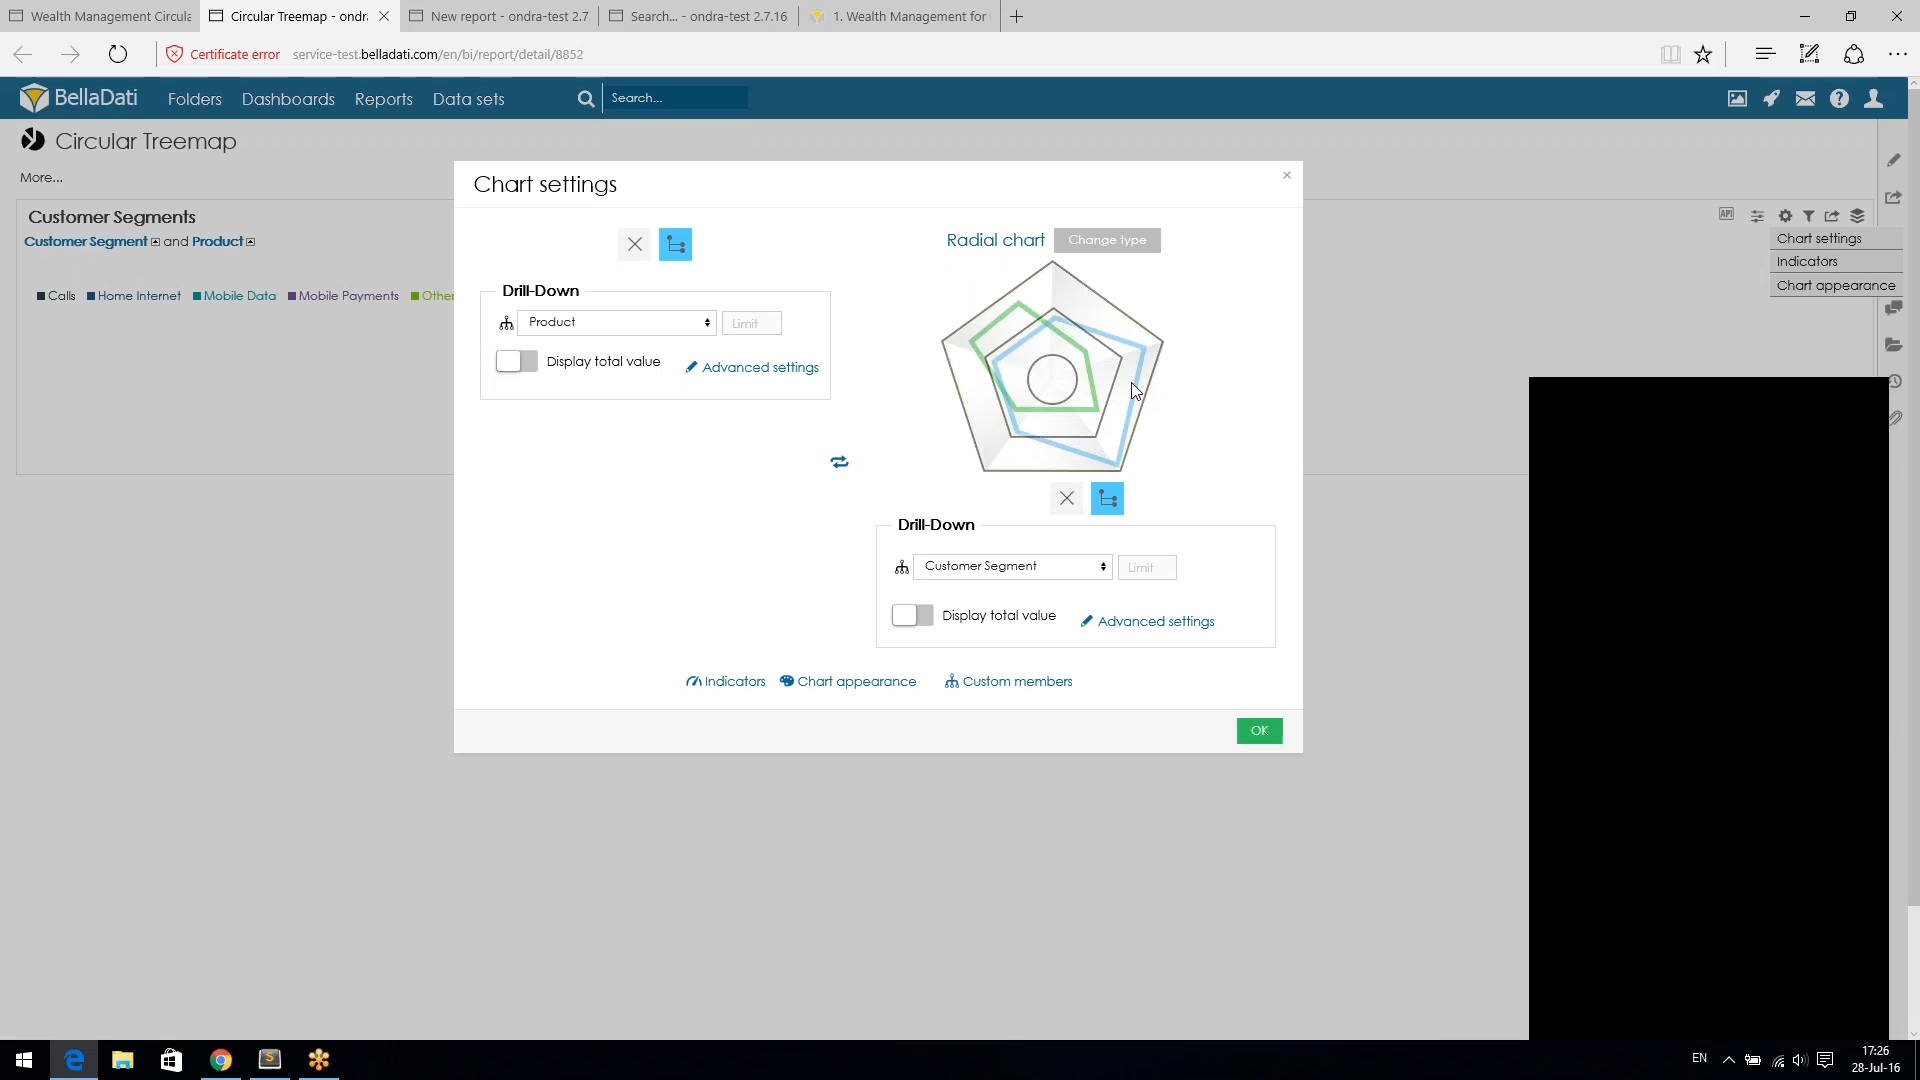 Wealth Management Circula
Circular Treemap - ondra
New report - ondra-test 2.7
Search... - ondra-test 2.7.16
1. Wealth Management for
Certificate error
service-test.belladati.com/en/bi/report/detail/8852
BellaDati
Folders
Dashboards
Reports
Data sets
Search...
Circular Treemap
More...
Customer Segments
Customer Segment and Product
Calls
Home Internet
Mobile Data
Mobile Payments
Other
API
Chart settings
Indicators
Chart appearance
Chart settings
Radial chart
Change type
Drill-Down
Product
Limit
Display total value
Advanced settings
Drill-Down
Customer Segment
Limit
Display total value
Advanced settings
Indicators
Chart appearance
Custom members
OK
EN
17:26
28-Jul-16